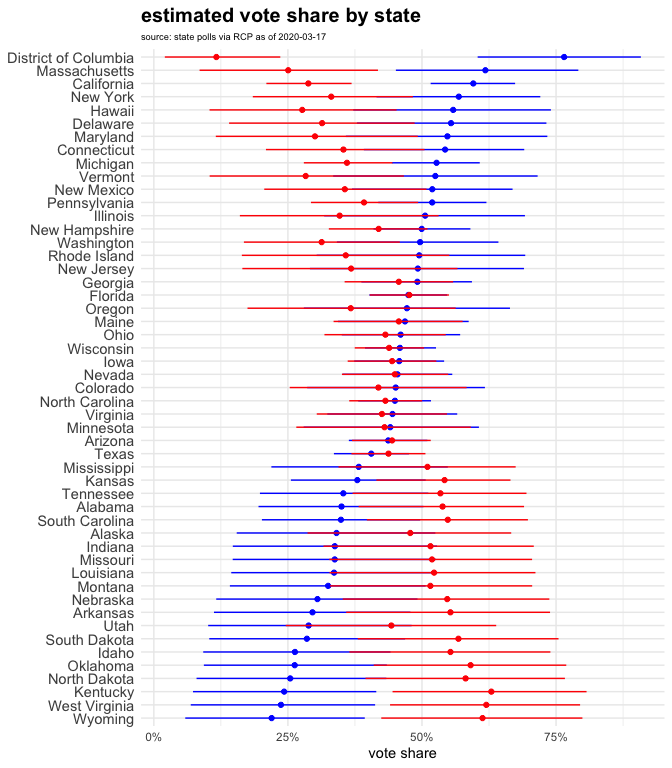 estimated vote share by state
source: state polls via RCP as of 2020-03-17
District of Columbia
Massachusetts
California
New York
Hawaii
Delaware
Maryland
Connecticut
Michigan
Vermont
New Mexico
Pennsylvania
Illinois
New Hampshire
Washington
Rhode Island
New Jersey
Georgia
Florida
Oregon
Maine
Ohio
Wisconsin
Iowa
Nevada
Colorado
North Carolina
Virginia
Minnesota
Arizona
Texas
Mississippi
Kansas
Tennessee
Alabama
South Carolina
Alaska
Indiana
Missouri
Louisiana
Montana
Nebraska
Arkansas
Utah
South Dakota
Idaho
Oklahoma
North Dakota
Kentucky
West Virginia
Wyoming
0% 25% 50% 75%
vote share